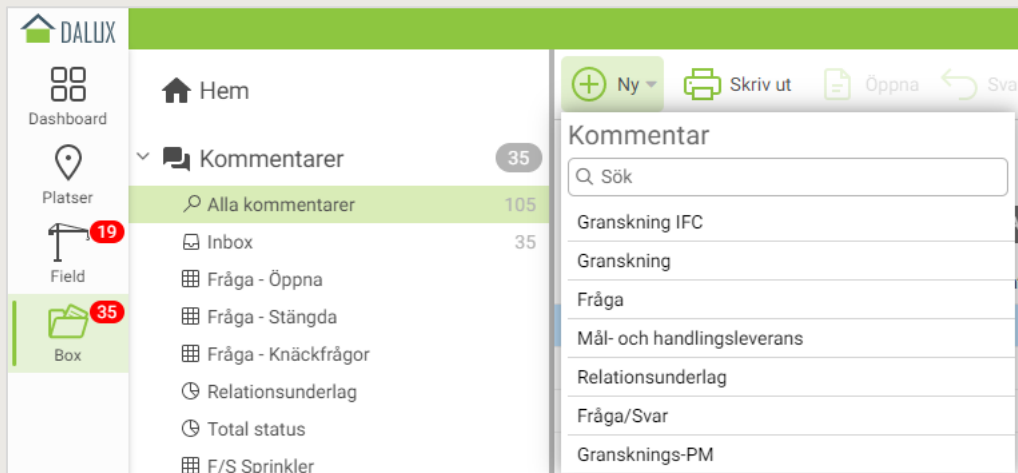 DALUX
Dashboard
Platser
19
Field
35
Box
Hem
Kommentarer 35
Alla kommentarer 105
Inbox 35
Fråga - Öppna
Fråga - Stängda
Fråga - Knäckfrågor
Relationsunderlag
Total status
F/S Sprinkler
Ny Skriv ut Öppna
Kommentar
Sök
Granskning IFC
Granskning
Fråga
Mål- och handlingsleverans
Relationsunderlag
Fråga/Svar
Gransknings-PM